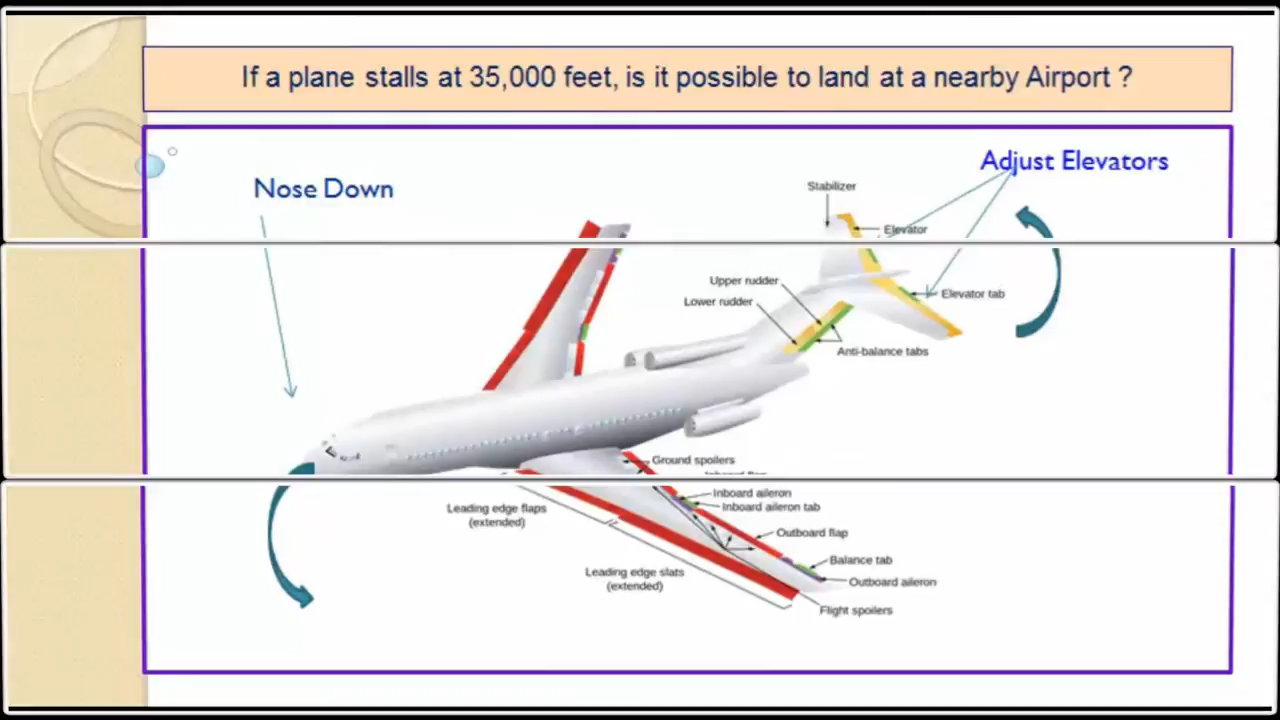 If a plane stalls at 35,000 feet, is it possible to land at a nearby Airport ?
Nose Down
Adjust Elevators
Stabilizer
Elevator
Upper rudder
Lower rudder
Elevator tab
Anti-balance tabs
Ground spoilers
Inboard aileron
Inboard aileron tab
Leading edge flaps
(extended)
Outboard flap
Balance tab
Leading edge slats
(extended)
Outboard aileron
Flight spoilers